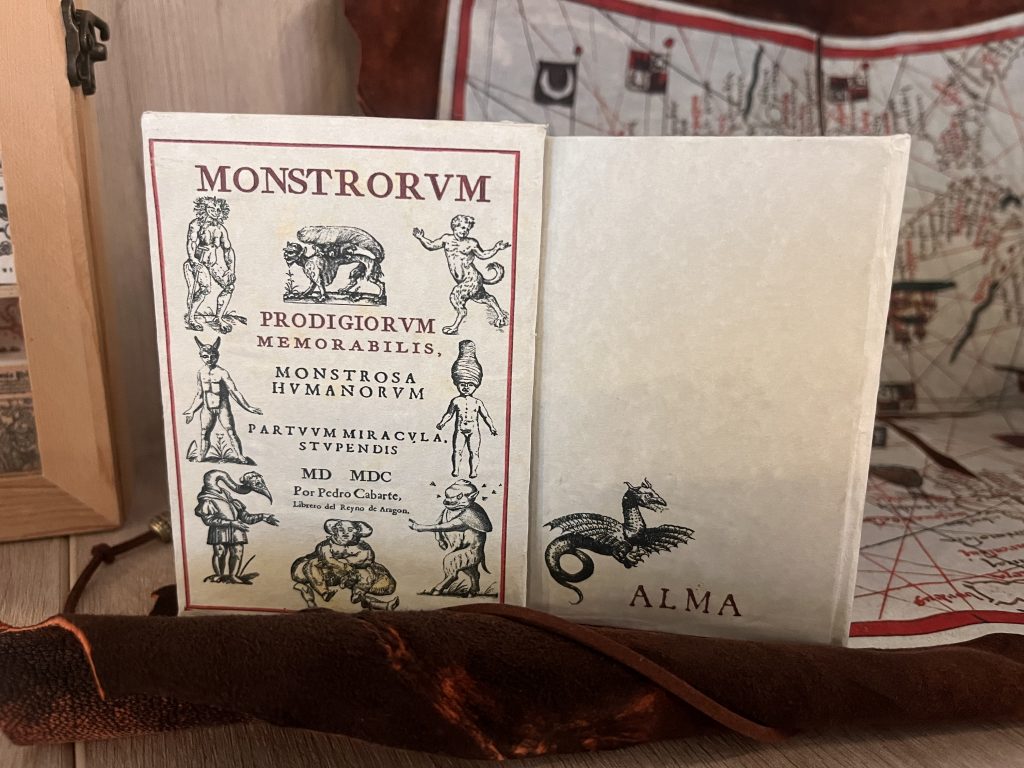 MONSTRORVM
PRODIGIORVM
MEMORABILIS,
MONSTROSA
HVMANORVM
PARTVVM MIRACVLA,
STVPENDIS
MD MDC
Por Pedro Cabarte,
Librero del Reyno de Aragon,
ALMA